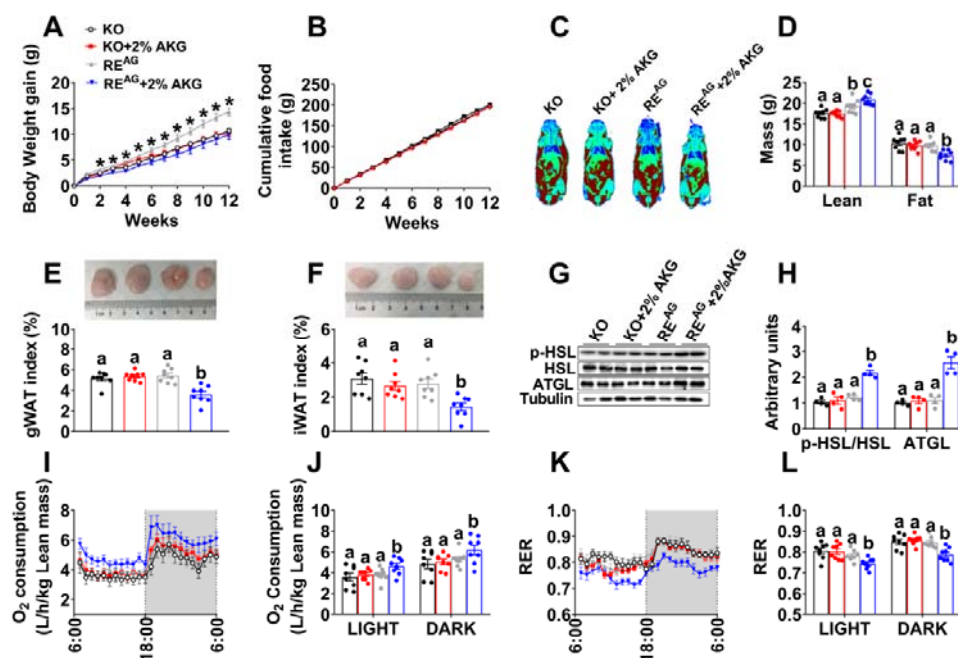 A
KO
KO+2% AKG
RE^AG
RE^AG+2% AKG
Body Weight gain (g)
20
15
10
5
0
* * * * * * * * * * *
0 2 4 6 8 10 12
Weeks
B
Cumulative food
intake (g)
250
200
150
100
50
0
0 2 4 6 8 10 12
Weeks
C
KO
KO+ 2% AKG
RE^AG
RE^AG+2% AKG
D
Mass (g)
30
25
20
15
10
5
0
a a b c
a a a b
Lean Fat
E
gWAT index (%)
6
4
2
0
a a a b
F
iWAT index (%)
6
5
4
3
2
1
0
a a a b
G
KO
KO+2% AKG
RE^AG
RE^AG+2%AKG
p-HSL
HSL
ATGL
Tubulin
H
Arbitrary units
4
3
2
1
0
a a a b
a a a b
p-HSL/HSL ATGL
I
O2 consumption
(L/h/kg Lean mass)
8
6
4
6:00 18:00 6:00
J
O2 Consumption
(L/h/kg Lean mass)
10
8
6
4
2
0
a a a b
a a a b
LIGHT DARK
K
RER
1.0
0.9
0.8
0.7
0.6
6:00 18:00 6:00
L
RER
1.0
0.9
0.8
0.7
0.6
0.5
a a a b
a a a b
LIGHT DARK